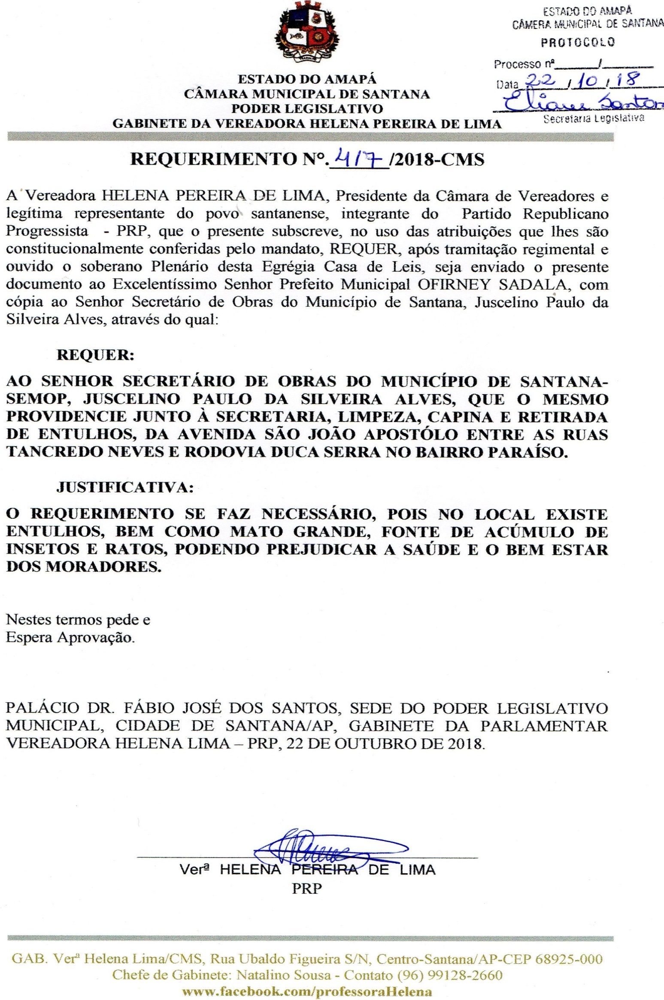 ESTADO DO AMAPÁ
CÂMERA MUNICIPAL DE SANTANA
PROTOCOLO
Processo nº ______/______
Data 22 / 10 / 18
Eliane Santos
Secretaria Legislativa
ESTADO DO AMAPÁ
CÂMARA MUNICIPAL DE SANTANA
PODER LEGISLATIVO
GABINETE DA VEREADORA HELENA PEREIRA DE LIMA
REQUERIMENTO Nº. 417 /2018-CMS
A Vereadora HELENA PEREIRA DE LIMA, Presidente da Câmara de Vereadores e
legítima representante do povo santanense, integrante do Partido Republicano
Progressista - PRP, que o presente subscreve, no uso das atribuições que lhes são
constitucionalmente conferidas pelo mandato, REQUER, após tramitação regimental e
ouvido o soberano Plenário desta Egrégia Casa de Leis, seja enviado o presente
documento ao Excelentíssimo Senhor Prefeito Municipal OFIRNEY SADALA, com
cópia ao Senhor Secretário de Obras do Município de Santana, Juscelino Paulo da
Silveira Alves, através do qual:
REQUER:
AO SENHOR SECRETÁRIO DE OBRAS DO MUNICÍPIO DE SANTANA-
SEMOP, JUSCELINO PAULO DA SILVEIRA ALVES, QUE O MESMO
PROVIDENCIE JUNTO À SECRETARIA, LIMPEZA, CAPINA E RETIRADA
DE ENTULHOS, DA AVENIDA SÃO JOÃO APOSTÓLO ENTRE AS RUAS
TANCREDO NEVES E RODOVIA DUCA SERRA NO BAIRRO PARAÍSO.
JUSTIFICATIVA:
O REQUERIMENTO SE FAZ NECESSÁRIO, POIS NO LOCAL EXISTE
ENTULHOS, BEM COMO MATO GRANDE, FONTE DE ACÚMULO DE
INSETOS E RATOS, PODENDO PREJUDICAR A SAÚDE E O BEM ESTAR
DOS MORADORES.
Nestes termos pede e
Espera Aprovação.
PALÁCIO DR. FÁBIO JOSÉ DOS SANTOS, SEDE DO PODER LEGISLATIVO
MUNICIPAL, CIDADE DE SANTANA/AP, GABINETE DA PARLAMENTAR
VEREADORA HELENA LIMA – PRP, 22 DE OUTUBRO DE 2018.
Verª HELENA PEREIRA DE LIMA
PRP
GAB. Verª Helena Lima/CMS, Rua Ubaldo Figueira S/N, Centro-Santana/AP-CEP 68925-000
Chefe de Gabinete: Natalino Sousa - Contato (96) 99128-2660
www.facebook.com/professoraHelena